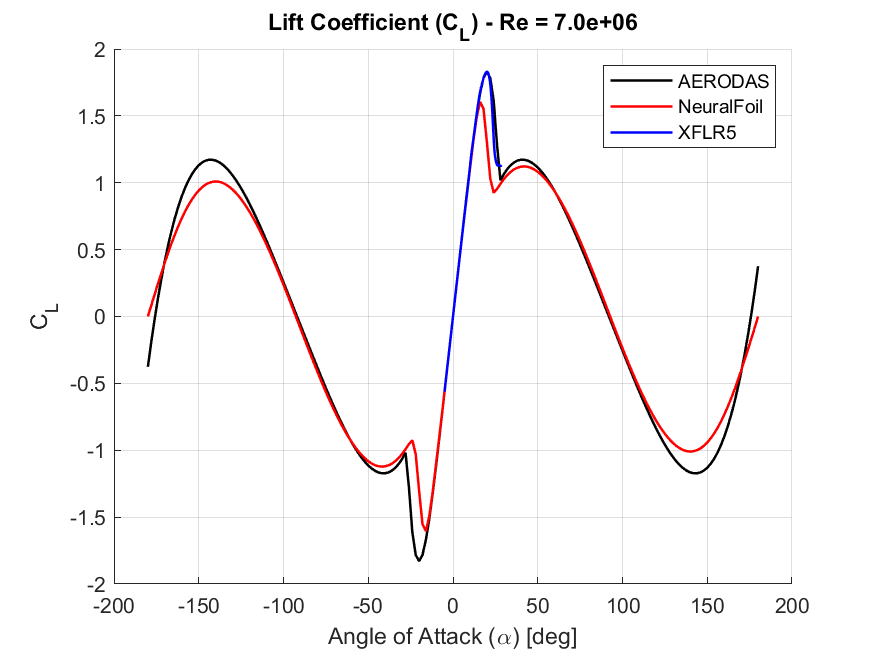 Lift Coefficient (C_L) - Re = 7.0e+06
AERODAS
NeuralFoil
XFLR5
C_L
2
1.5
1
0.5
0
-0.5
-1
-1.5
-2
-200 -150 -100 -50 0 50 100 150 200
Angle of Attack (α) [deg]